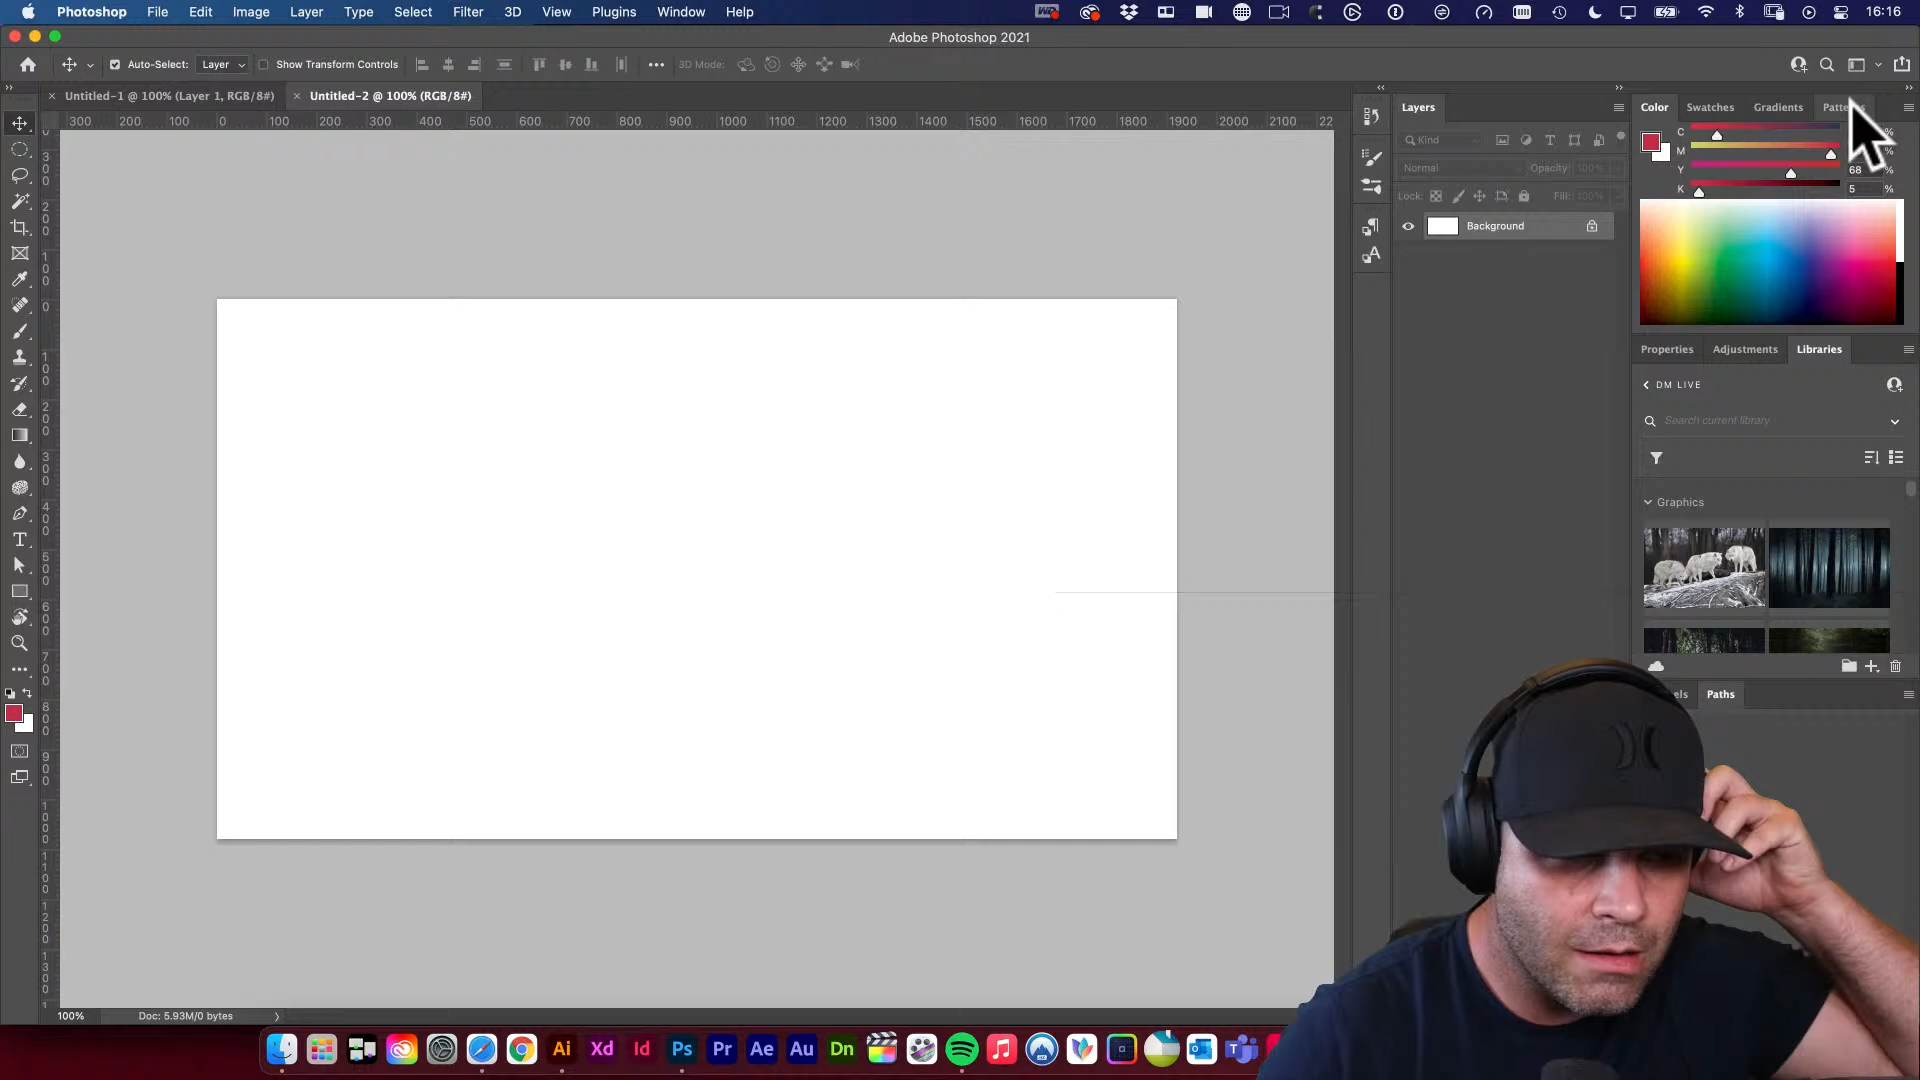 Photoshop File Edit Image Layer Type Select Filter 3D View Plugins Window Help 16:16
Adobe Photoshop 2021
Auto-Select: Layer Show Transform Controls 3D Mode:
Untitled-1 @ 100% (Layer 1, RGB/8#) Untitled-2 @ 100% (RGB/8#)
300 200 100 0 100 200 300 400 500 600 700 800 900 1000 1100 1200 1300 1400 1500 1600 1700 1800 1900 2000 2100 22
Layers
Kind
Normal Opacity: 100%
Lock: Fill: 100%
Background
Color Swatches Gradients
C %
M %
Y 68 %
K 5 %
Properties Adjustments Libraries
DM LIVE
Search current library
Graphics
Paths
100% Doc: 5.93M/0 bytes
Ai Xd Id Ps Pr Ae Au Dn